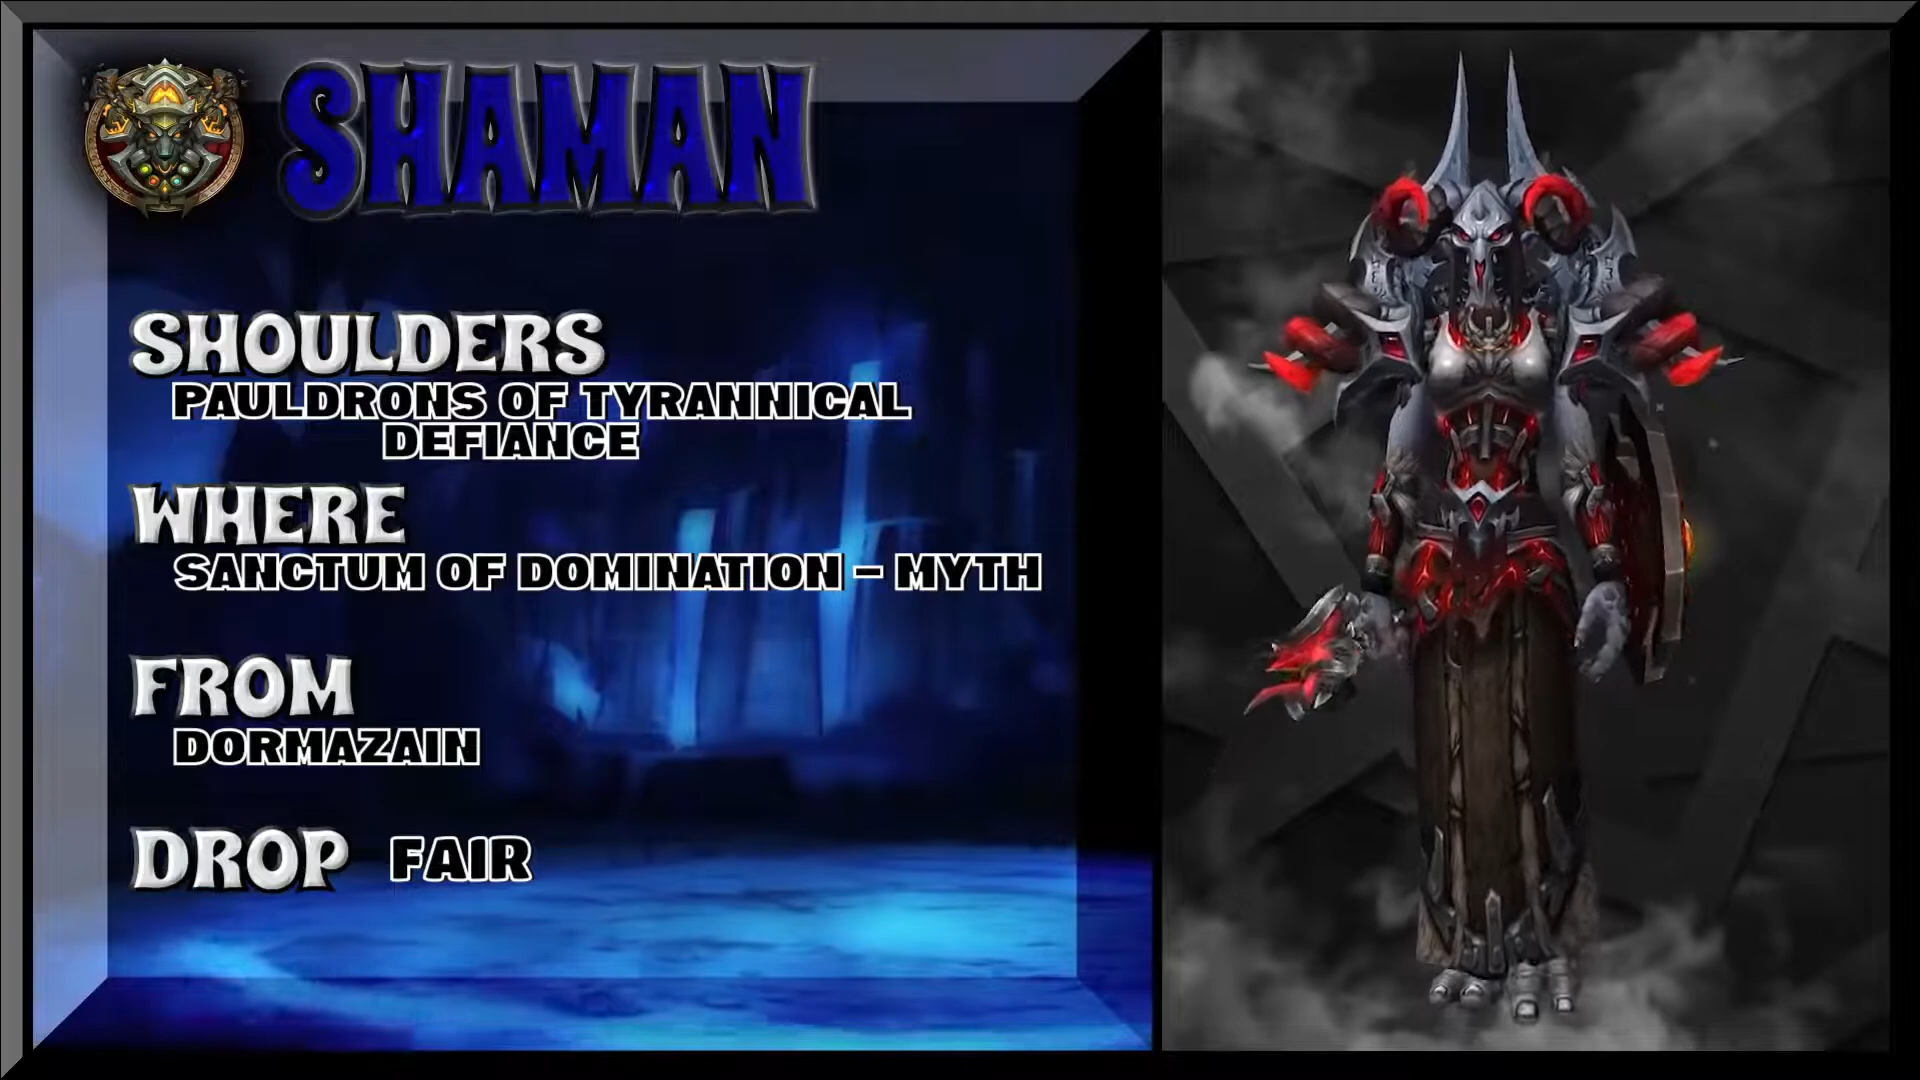 SHAMAN
SHOULDERS
PAULDRONS OF TYRANNICAL
DEFIANCE
WHERE
SANCTUM OF DOMINATION - MYTH
FROM
DORMAZAIN
DROP FAIR